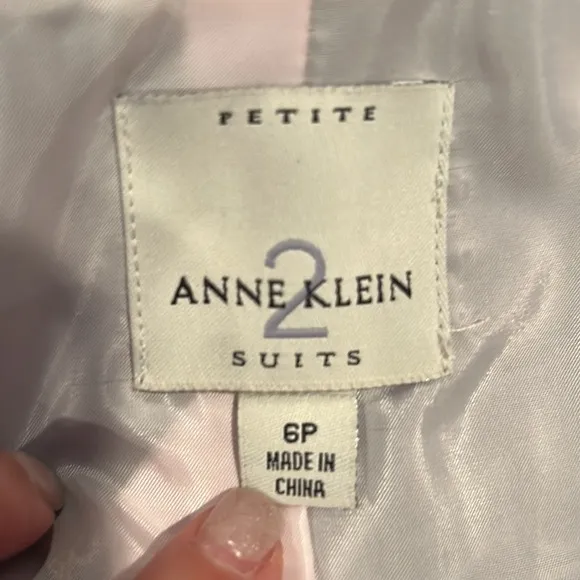 PETITE
2
ANNE KLEIN
SUITS
6P
MADE IN
CHINA